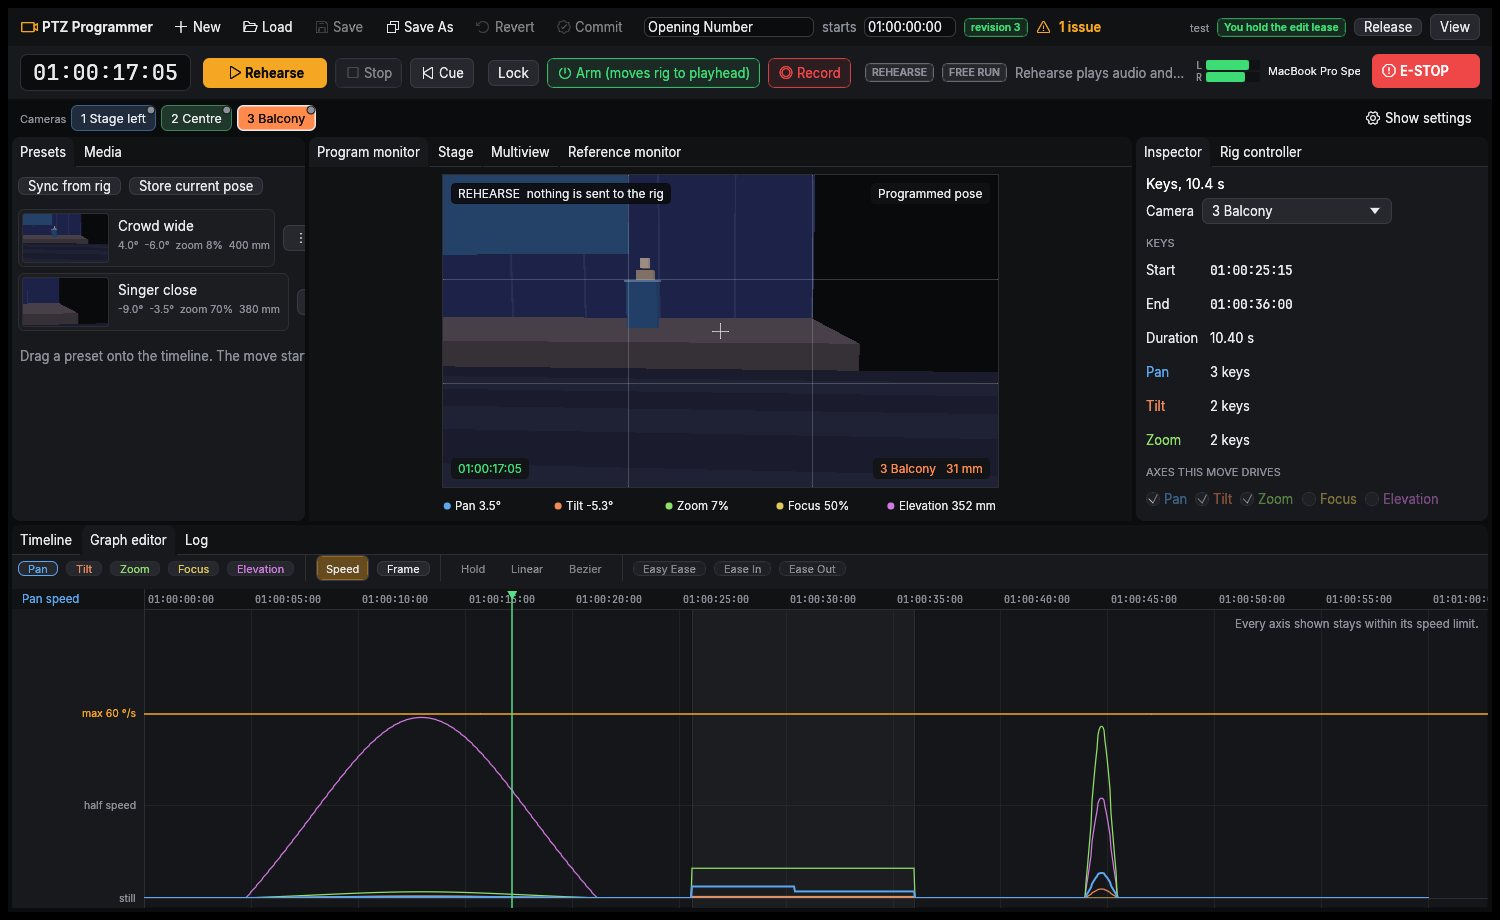 PTZ Programmer New Load Save Save As Revert Commit Opening Number starts 01:00:00:00 revision 3 1 issue test You hold the edit lease Release View
01:00:17:05 Rehearse Stop Cue Lock Arm (moves rig to playhead) Record REHEARSE FREE RUN Rehearse plays audio and... L R MacBook Pro Spe E-STOP
Cameras 1 Stage left 2 Centre 3 Balcony Show settings
Presets Media
Sync from rig Store current pose
Crowd wide
4.0° -6.0° zoom 8% 400 mm
Singer close
-9.0° -3.5° zoom 70% 380 mm
Drag a preset onto the timeline. The move star
Program monitor Stage Multiview Reference monitor
REHEARSE nothing is sent to the rig Programmed pose
01:00:17:05 3 Balcony 31 mm
Pan 3.5° Tilt -5.3° Zoom 7% Focus 50% Elevation 352 mm
Inspector Rig controller
Keys, 10.4 s
Camera 3 Balcony
KEYS
Start 01:00:25:15
End 01:00:36:00
Duration 10.40 s
Pan 3 keys
Tilt 2 keys
Zoom 2 keys
AXES THIS MOVE DRIVES
Pan Tilt Zoom Focus Elevation
Timeline Graph editor Log
Pan Tilt Zoom Focus Elevation Speed Frame Hold Linear Bezier Easy Ease Ease In Ease Out
Pan speed 01:00:00:00 01:00:05:00 01:00:10:00 01:00:15:00 01:00:20:00 01:00:25:00 01:00:30:00 01:00:35:00 01:00:40:00 01:00:45:00 01:00:50:00 01:00:55:00 01:01:00:
Every axis shown stays within its speed limit.
max 60 °/s
half speed
still